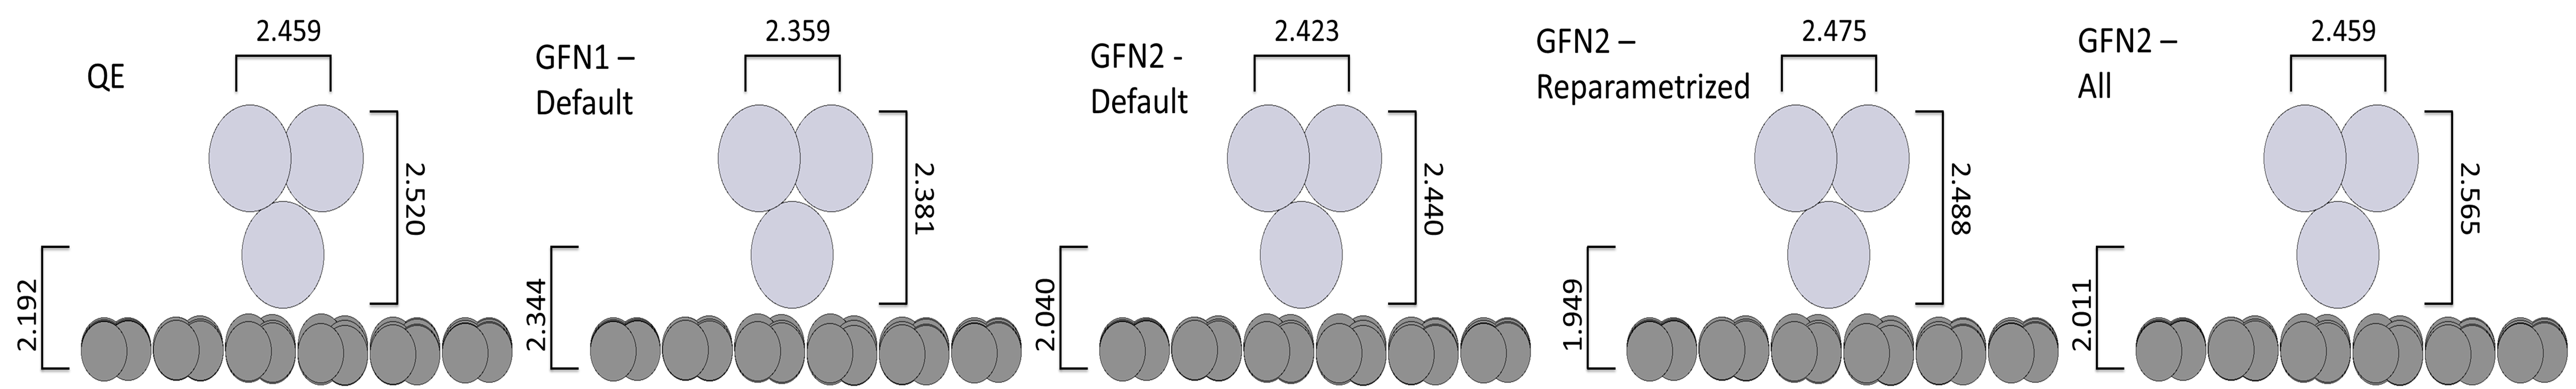 QE
2.459
2.520
2.192
GFN1 –
Default
2.359
2.381
2.344
GFN2 -
Default
2.423
2.440
2.040
GFN2 –
Reparametrized
2.475
2.488
1.949
GFN2 –
All
2.459
2.565
2.011